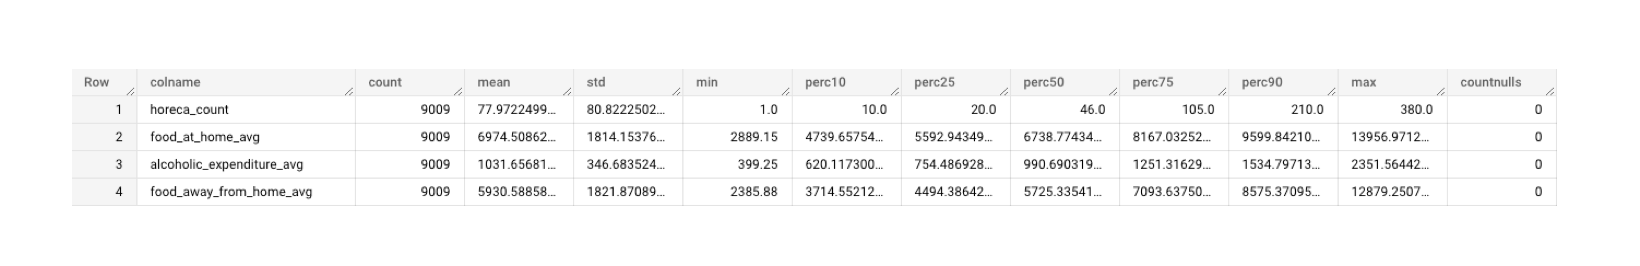 Row colname count mean std min perc10 perc25 perc50 perc75 perc90 max countnulls
1 horeca_count 9009 77.9722499... 80.8222502... 1.0 10.0 20.0 46.0 105.0 210.0 380.0 0
2 food_at_home_avg 9009 6974.50862... 1814.15376... 2889.15 4739.65754... 5592.94349... 6738.77434... 8167.03252... 9599.84210... 13956.9712... 0
3 alcoholic_expenditure_avg 9009 1031.65681... 346.683524... 399.25 620.117300... 754.486928... 990.690319... 1251.31629... 1534.79713... 2351.56442... 0
4 food_away_from_home_avg 9009 5930.58858... 1821.87089... 2385.88 3714.55212... 4494.38642... 5725.33541... 7093.63750... 8575.37095... 12879.2507... 0